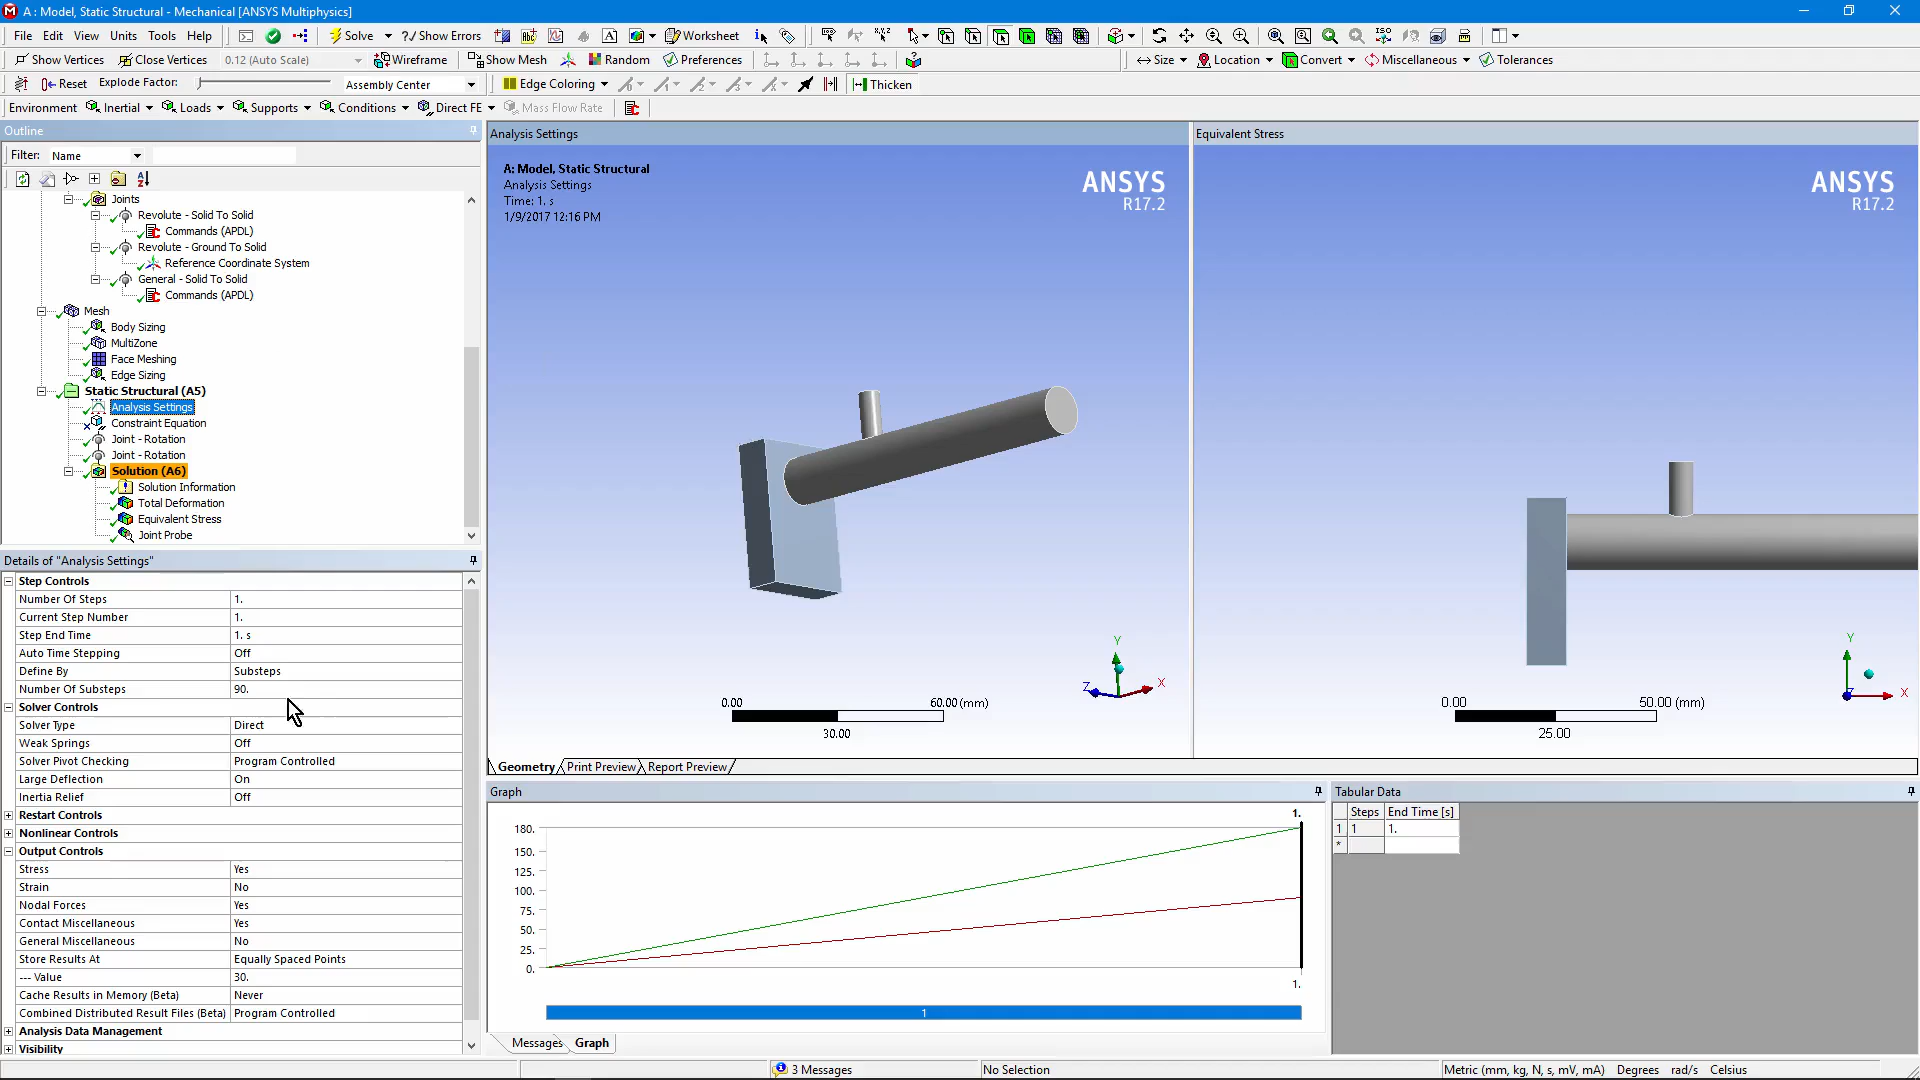 A : Model, Static Structural - Mechanical [ANSYS Multiphysics]
File Edit View Units Tools Help Solve ?/ Show Errors Worksheet
Show Vertices Close Vertices 0.12 (Auto Scale) Wireframe Show Mesh Random Preferences Size Location Convert Miscellaneous Tolerances
Reset Explode Factor: Assembly Center Edge Coloring Thicken
Environment Inertial Loads Supports Conditions Direct FE Mass Flow Rate
Outline
Filter: Name
Joints
Revolute - Solid To Solid
Commands (APDL)
Revolute - Ground To Solid
Reference Coordinate System
General - Solid To Solid
Commands (APDL)
Mesh
Body Sizing
MultiZone
Face Meshing
Edge Sizing
Static Structural (A5)
Analysis Settings
Constraint Equation
Joint - Rotation
Joint - Rotation
Solution (A6)
Solution Information
Total Deformation
Equivalent Stress
Joint Probe
Details of "Analysis Settings"
Step Controls
Number Of Steps 1.
Current Step Number 1.
Step End Time 1. s
Auto Time Stepping Off
Define By Substeps
Number Of Substeps 90.
Solver Controls
Solver Type Direct
Weak Springs Off
Solver Pivot Checking Program Controlled
Large Deflection On
Inertia Relief Off
Restart Controls
Nonlinear Controls
Output Controls
Stress Yes
Strain No
Nodal Forces Yes
Contact Miscellaneous Yes
General Miscellaneous No
Store Results At Equally Spaced Points
--- Value 30.
Cache Results in Memory (Beta) Never
Combined Distributed Result Files (Beta) Program Controlled
Analysis Data Management
Visibility
Analysis Settings
A: Model, Static Structural
Analysis Settings
Time: 1. s
1/9/2017 12:16 PM
ANSYS
R17.2
Y
Z
X
0.00 60.00 (mm)
30.00
Equivalent Stress
ANSYS
R17.2
Y
Z
X
0.00 50.00 (mm)
25.00
Geometry Print Preview Report Preview
Graph
1.
180.
150.
125.
100.
75.
50.
25.
0.
1.
1
Messages Graph
Tabular Data
Steps End Time [s]
1 1 1.
*
3 Messages No Selection Metric (mm, kg, N, s, mV, mA) Degrees rad/s Celsius